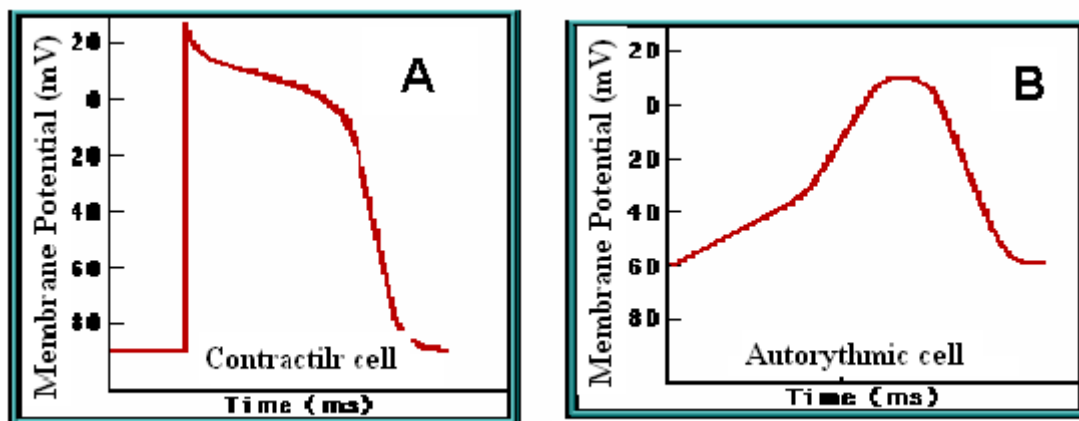 Membrane Potential (mV)
20
0
20
40
60
80
A
Contractilr cell
Time (ms)
Membrane Potential (mV)
20
0
20
40
60
80
B
Autorythmic cell
Time (ms)